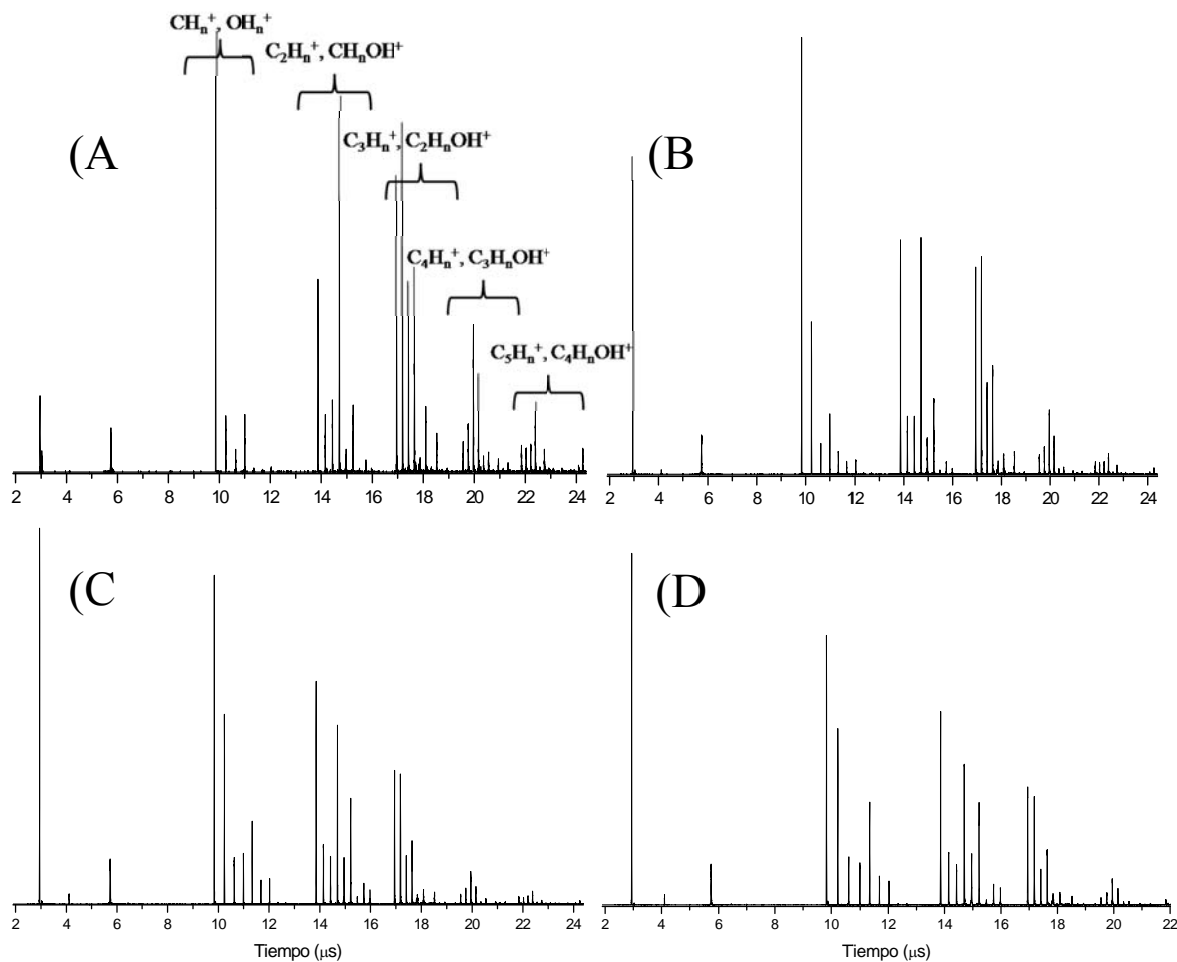 CHₙ⁺, OHₙ⁺
C₂Hₙ⁺, CHₙOH⁺
(A
C₃Hₙ⁺, C₂HₙOH⁺
C₄Hₙ⁺, C₃HₙOH⁺
C₅Hₙ⁺, C₄HₙOH⁺
2 4 6 8 10 12 14 16 18 20 22 24
(B
2 4 6 8 10 12 14 16 18 20 22 24
(C
2 4 6 8 10 12 14 16 18 20 22 24
Tiempo (μs)
(D
2 4 6 8 10 12 14 16 18 20 22
Tiempo (μs)